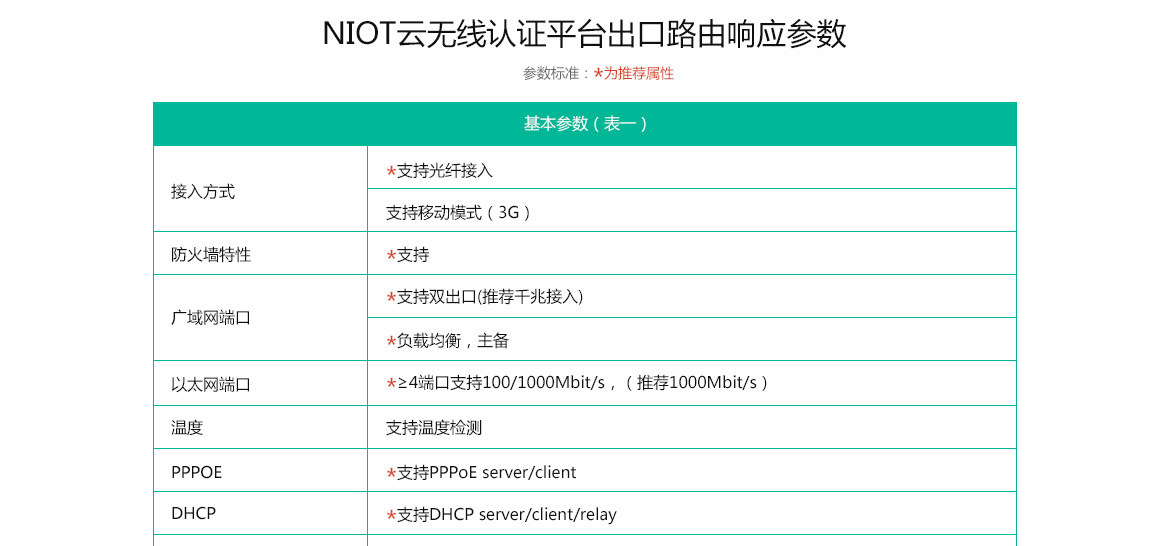 NIOT云无线认证平台出口路由响应参数
参数标准：*为推荐属性
基本参数（表一）
接入方式
*支持光纤接入
支持移动模式（3G）
防火墙特性
*支持
广域网端口
*支持双出口(推荐千兆接入)
*负载均衡，主备
以太网端口
*≥4端口支持100/1000Mbit/s，（推荐1000Mbit/s）
温度
支持温度检测
PPPOE
*支持PPPoE server/client
DHCP
*支持DHCP server/client/relay